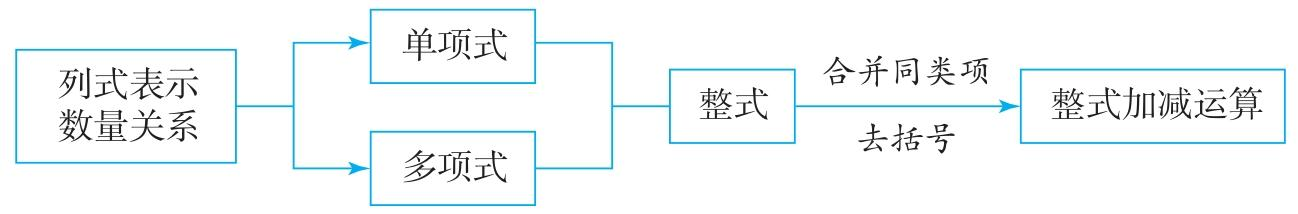 列式表示
数量关系
单项式
多项式
整式
合并同类项
去括号
整式加减运算